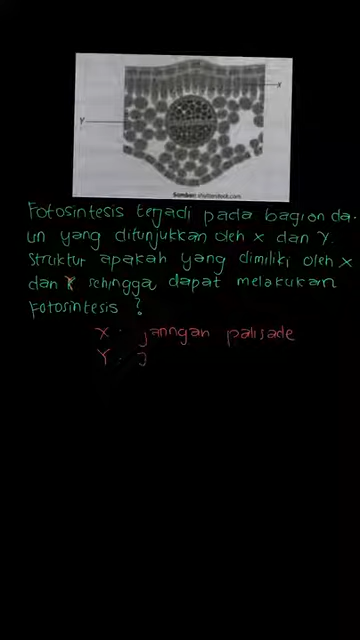 X
Y
Sumber: shutterstock.com
Fotosintesis terjadi pada bagian da-
un yang ditunjukkan oleh X dan Y.
Struktur apakah yang dimiliki oleh X
dan Y sehingga dapat melakukan
Fotosintesis ?
X : jaringan palisade
Y : J